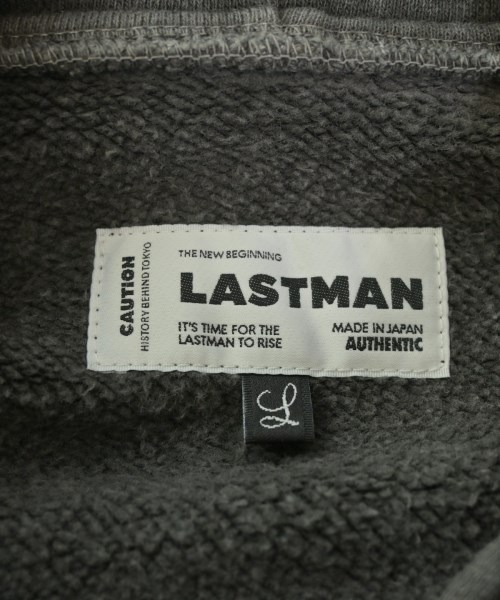 CAUTION
HISTORY BEHIND TOKYO
THE NEW BEGINNING
LASTMAN
IT'S TIME FOR THE
LASTMAN TO RISE
MADE IN JAPAN
AUTHENTIC
L